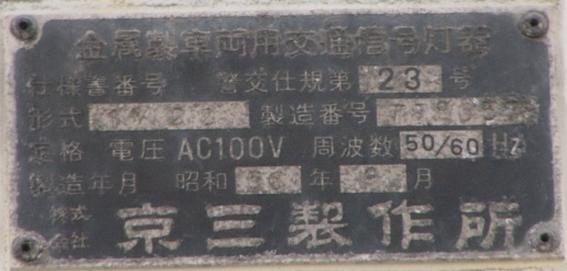 金属製車両用交通信号灯器
仕様書番号 警交仕規第 23 号
形式 製造番号
定格 電圧 AC100V 周波数 50/60 Hz
製造年月 昭和 年 月
株式会社 京三製作所